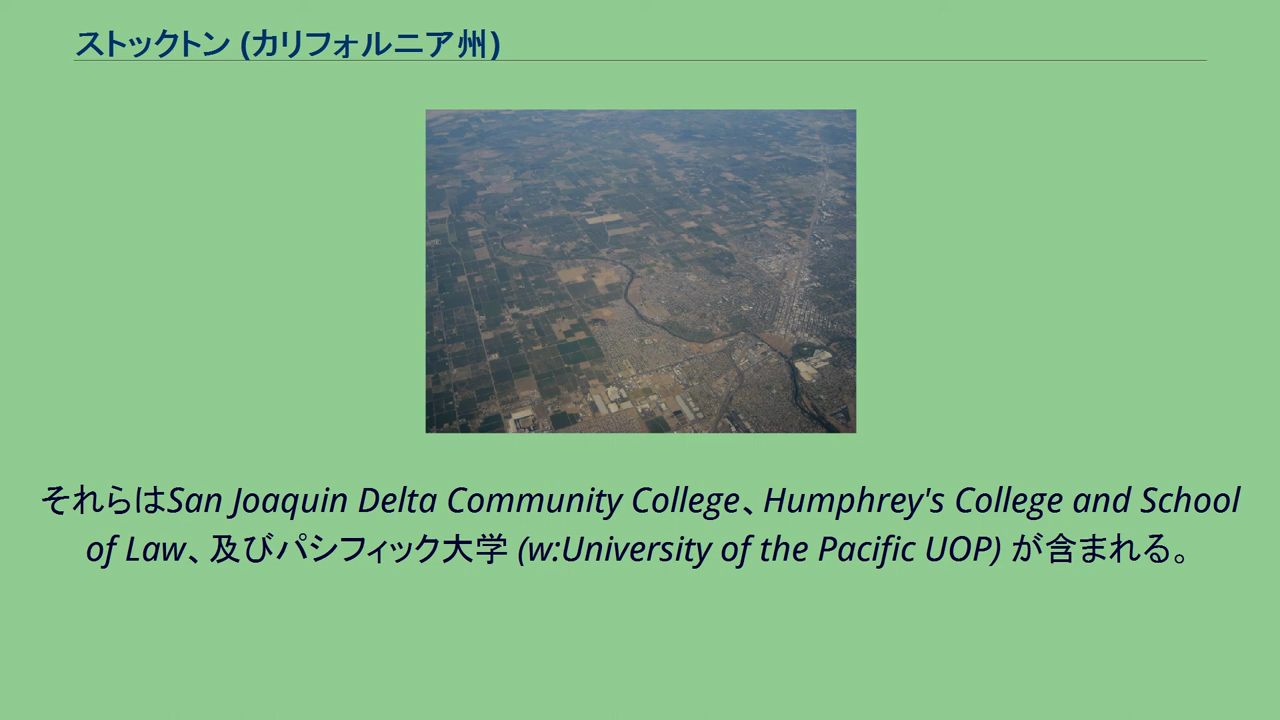 ストックトン (カリフォルニア州)
それらはSan Joaquin Delta Community College、Humphrey's College and School
of Law、及びパシフィック大学 (w:University of the Pacific UOP) が含まれる。